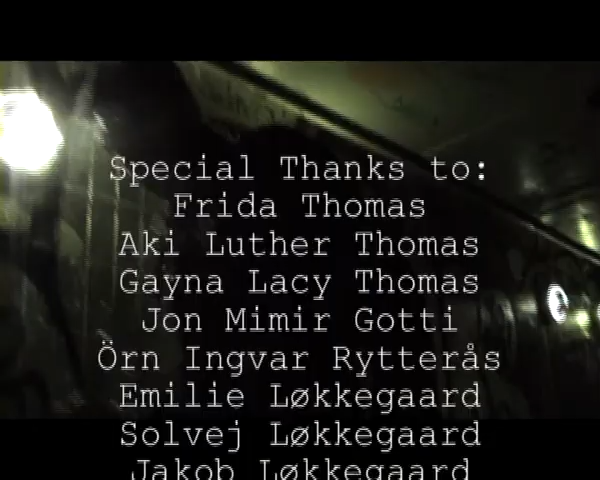 Special Thanks to:
Frida Thomas
Aki Luther Thomas
Gayna Lacy Thomas
Jon Mimir Gotti
Örn Ingvar Rytterås
Emilie Løkkegaard
Solvej Løkkegaard
Jakob Løkkegaard